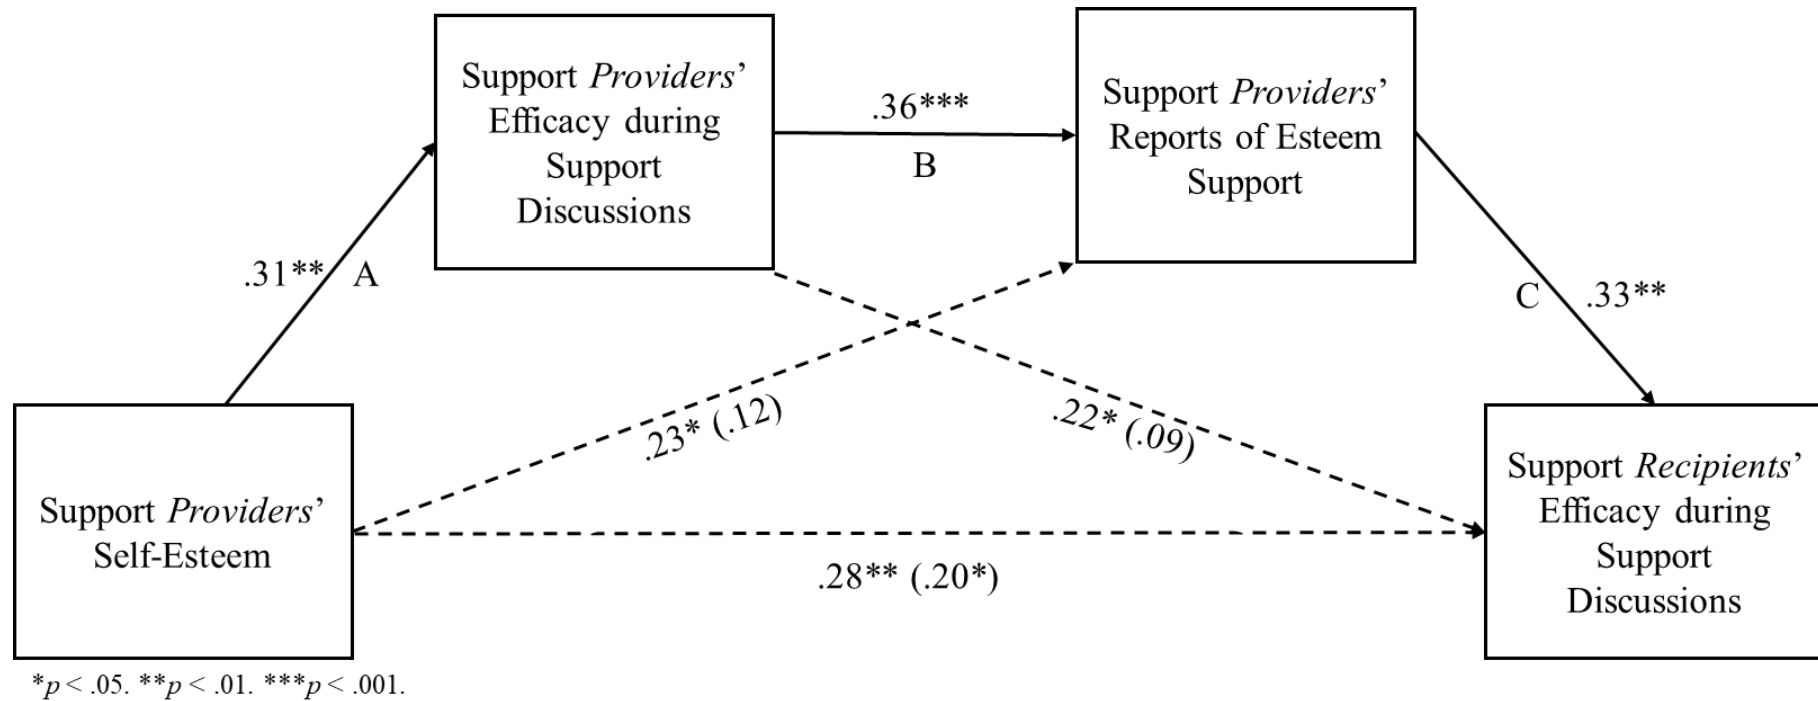 Support Providers’
Efficacy during
Support
Discussions
.36***
B
Support Providers’
Reports of Esteem
Support
.31**
A
C
.33**
.23* (.12)
.22* (.09)
Support Providers’
Self-Esteem
.28** (.20*)
Support Recipients’
Efficacy during
Support
Discussions
*p < .05. **p < .01. ***p < .001.